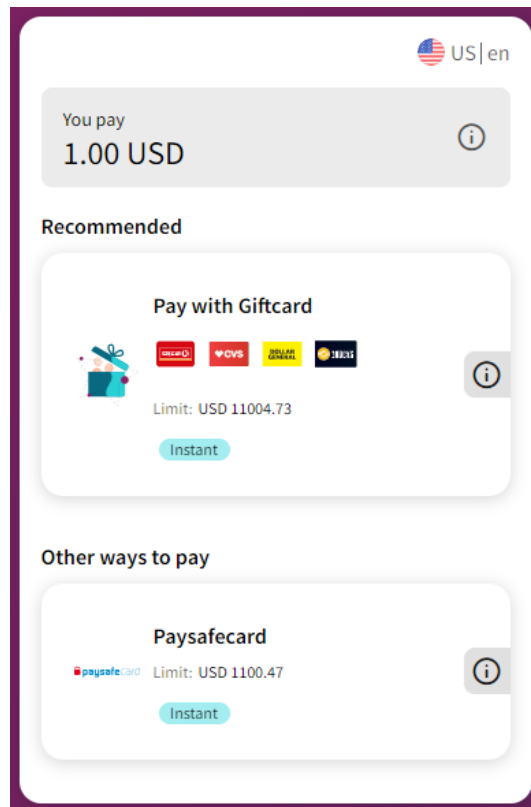 US|en
You pay
1.00 USD
Recommended
Pay with Giftcard
CVS
DOLLAR GENERAL
Limit: USD 11004.73
Instant
Other ways to pay
Paysafecard
paysafecard
Limit: USD 1100.47
Instant